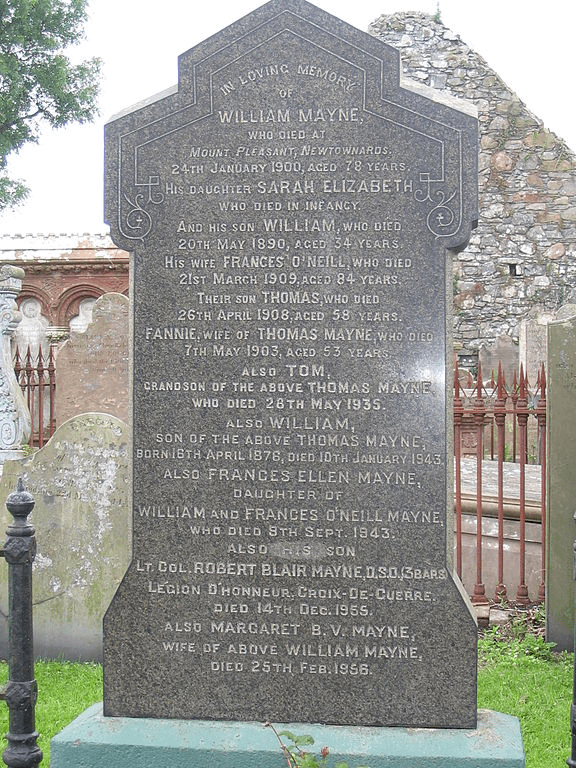 IN LOVING MEMORY
OF
WILLIAM MAYNE,
WHO DIED AT
MOUNT PLEASANT, NEWTOWNARDS.
24TH JANUARY 1900, AGED 78 YEARS.
HIS DAUGHTER SARAH ELIZABETH
WHO DIED IN INFANCY.
AND HIS SON WILLIAM, WHO DIED
20TH MAY 1890, AGED 34 YEARS.
HIS WIFE FRANCES O'NEILL, WHO DIED
21ST MARCH 1909, AGED 84 YEARS.
THEIR SON THOMAS, WHO DIED
26TH APRIL 1908, AGED 58 YEARS.
FANNIE, WIFE OF THOMAS MAYNE, WHO DIED
7TH MAY 1903, AGED 53 YEARS.
ALSO TOM,
GRANDSON OF THE ABOVE THOMAS MAYNE,
WHO DIED 28TH MAY 1935.
ALSO WILLIAM,
SON OF THE ABOVE THOMAS MAYNE,
BORN 16TH APRIL 1878, DIED 10TH JANUARY 1943.
ALSO FRANCES ELLEN MAYNE,
DAUGHTER OF
WILLIAM AND FRANCES O'NEILL MAYNE,
WHO DIED 9TH SEPT. 1943.
ALSO HIS SON
LT. COL. ROBERT BLAIR MAYNE, D.S.O., (3 BARS)
LEGION D'HONNEUR, CROIX-DE-GUERRE.
DIED 14TH DEC. 1955.
ALSO MARGARET B. V. MAYNE,
WIFE OF ABOVE WILLIAM MAYNE,
DIED 25TH FEB. 1956.